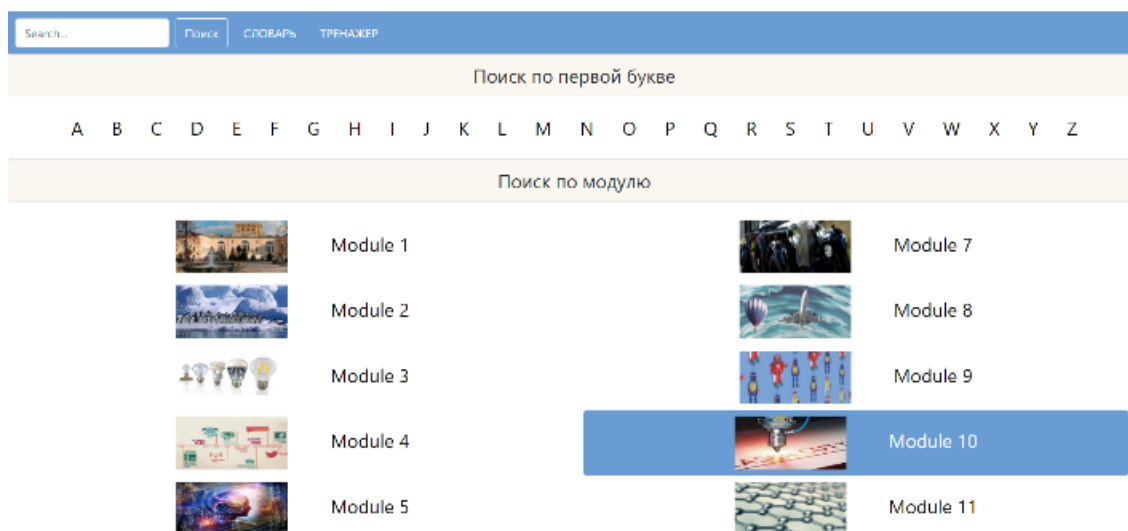 Search... Поиск СЛОВАРЬ ТРЕНАЖЕР
Поиск по первой букве
A B C D E F G H I J K L M N O P Q R S T U V W X Y Z
Поиск по модулю
Module 1 Module 7
Module 2 Module 8
Module 3 Module 9
Module 4 Module 10
Module 5 Module 11